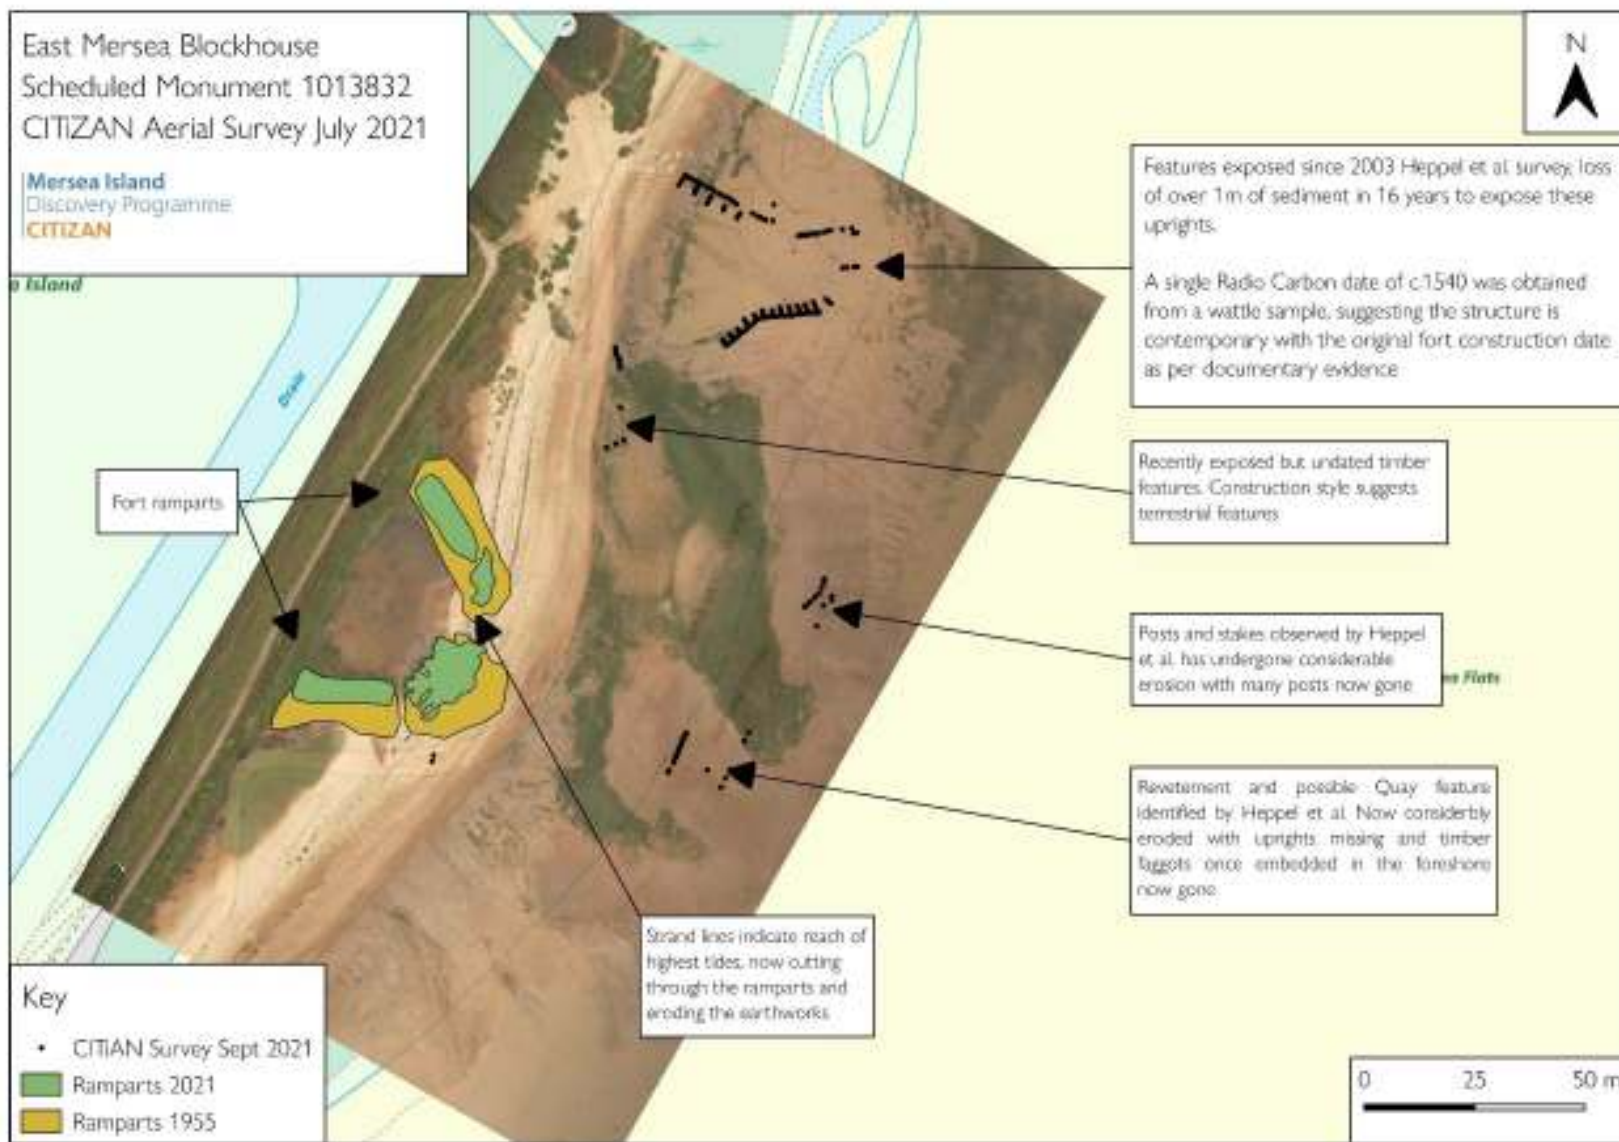 East Mersea Blockhouse
Scheduled Monument 1013832
CITiZAN Aerial Survey July 2021
Mersea Island
Discovery Programme
CITiZAN
N
Features exposed since 2003 Heppel et al. survey, loss
of over 1m of sediment in 16 years to expose these
uprights.
A single Radio Carbon date of c.1540 was obtained
from a wattle sample, suggesting the structure is
contemporary with the original fort construction date
as per documentary evidence
Island
Drain
Recently exposed but undated timber
features. Construction style suggests
terrestrial features
Fort ramparts
Posts and stakes observed by Heppel
et al. has undergone considerable
erosion with many posts now gone
Flats
Revetement and possible Quay feature
identified by Heppel et al. Now considerbly
eroded with uprights missing and timber
faggots once embedded in the foreshore
now gone
Strand lines indicate reach of
highest tides, now cutting
through the ramparts and
eroding the earthworks
Key
CITIAN Survey Sept 2021
Ramparts 2021
Ramparts 1955
0 25 50 m